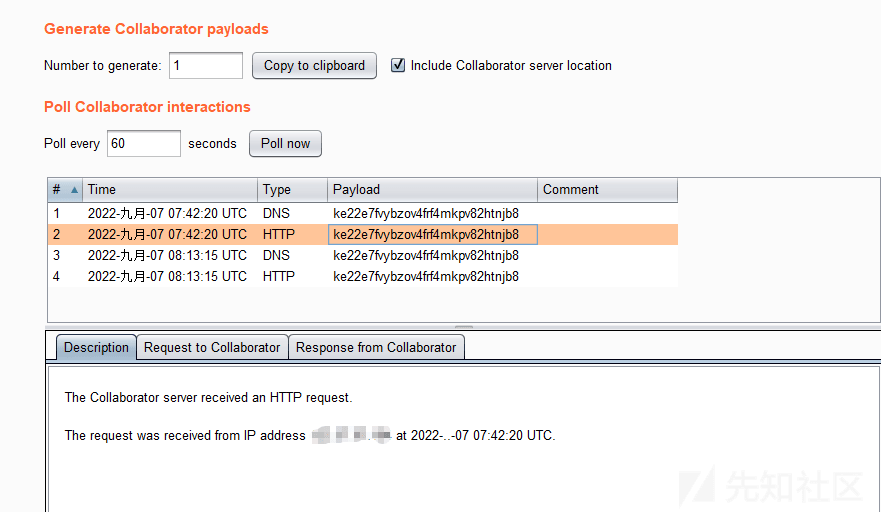 Generate Collaborator payloads
Number to generate: 1 Copy to clipboard Include Collaborator server location
Poll Collaborator interactions
Poll every 60 seconds Poll now
# Time Type Payload Comment
1 2022-九月-07 07:42:20 UTC DNS ke22e7fvybzov4frf4mkpv82htnjb8
2 2022-九月-07 07:42:20 UTC HTTP ke22e7fvybzov4frf4mkpv82htnjb8
3 2022-九月-07 08:13:15 UTC DNS ke22e7fvybzov4frf4mkpv82htnjb8
4 2022-九月-07 08:13:15 UTC HTTP ke22e7fvybzov4frf4mkpv82htnjb8
Description Request to Collaborator Response from Collaborator
The Collaborator server received an HTTP request.
The request was received from IP address at 2022-..-07 07:42:20 UTC.
先知社区